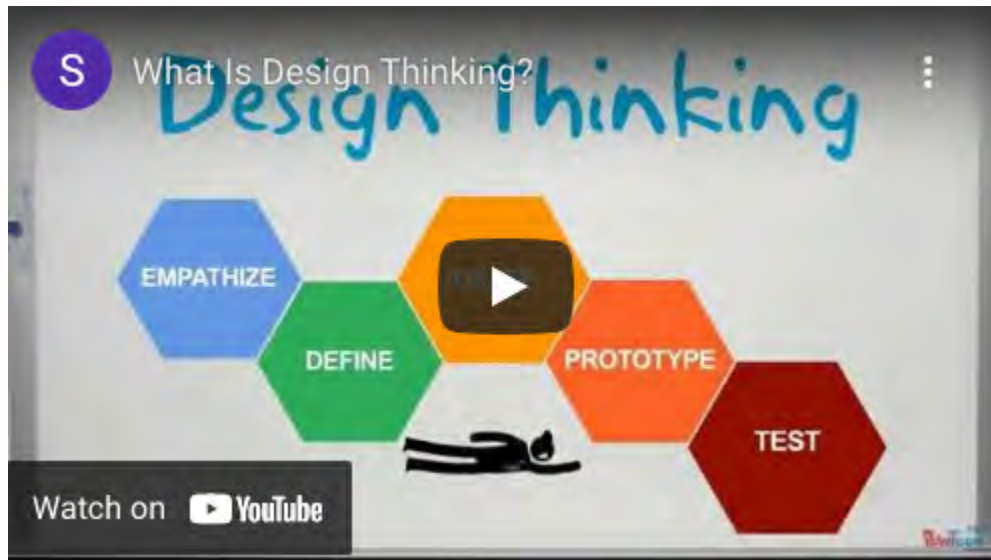 S
What Is Design Thinking?
Design Thinking
EMPATHIZE
DEFINE
PROTOTYPE
TEST
Watch on YouTube